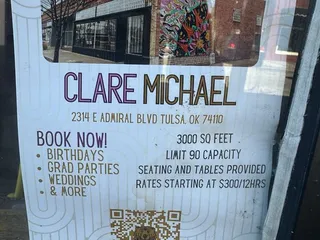 CLARE MICHAEL
2314 E ADMIRAL BLVD TULSA, OK 74110
BOOK NOW!
• BIRTHDAYS
• GRAD PARTIES
• WEDDINGS
• & MORE
3000 SQ FEET
LIMIT 90 CAPACITY
SEATING AND TABLES PROVIDED
RATES STARTING AT $300/12HRS